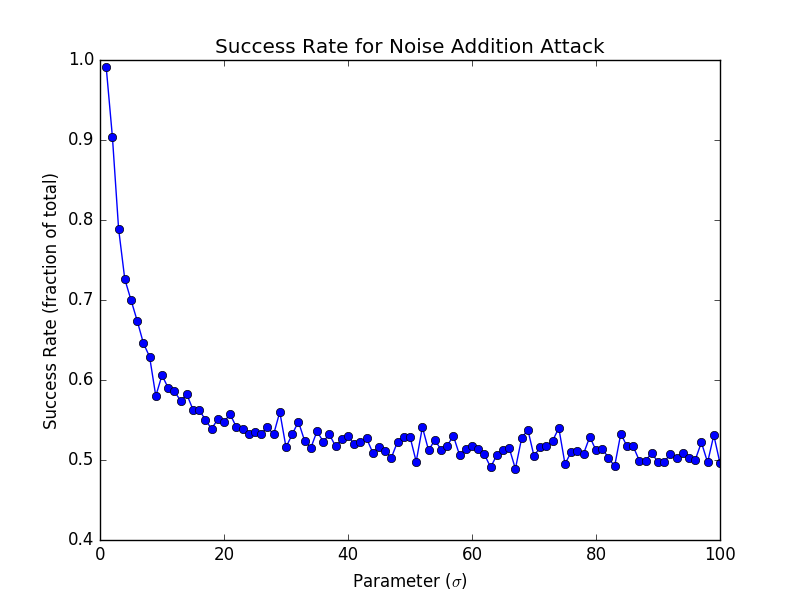 Success Rate for Noise Addition Attack
1.0
0.9
0.8
0.7
0.6
0.5
0.4
Success Rate (fraction of total)
0 20 40 60 80 100
Parameter (σ)